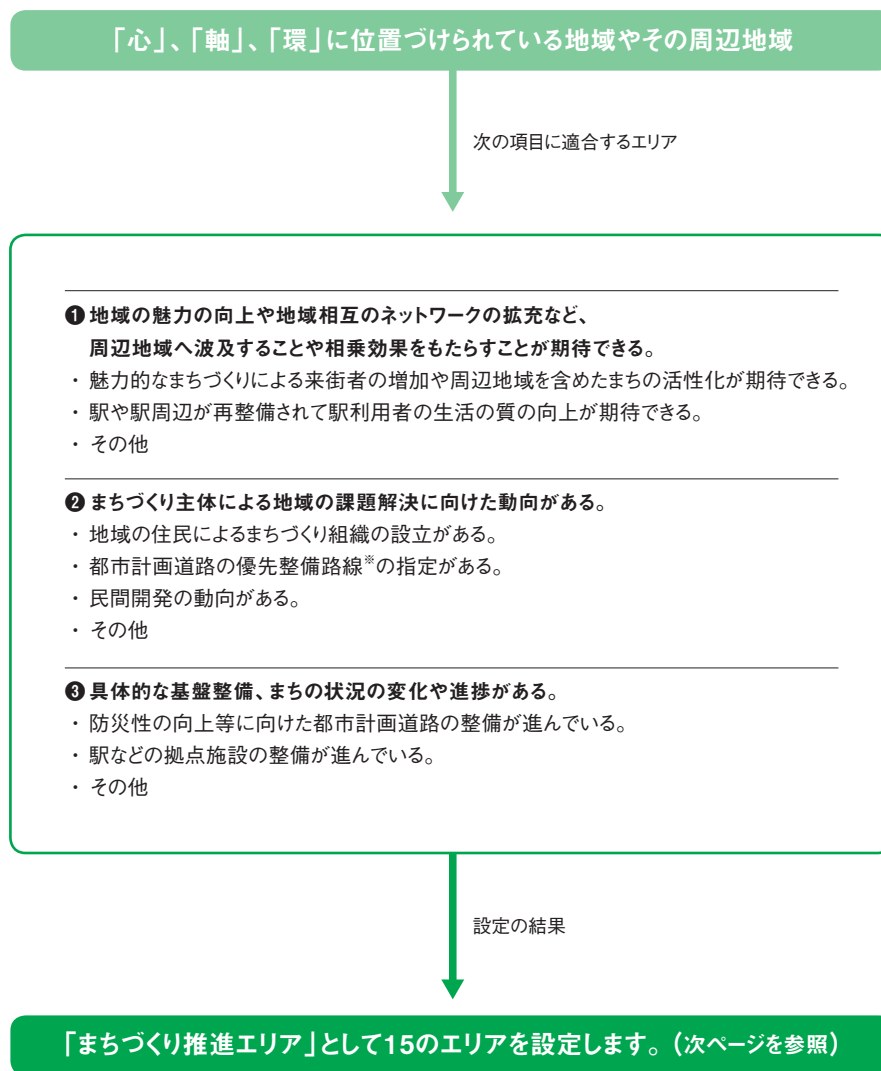 「心」、「軸」、「環」に位置づけられている地域やその周辺地域
次の項目に適合するエリア
❶ 地域の魅力の向上や地域相互のネットワークの拡充など、
周辺地域へ波及することや相乗効果をもたらすことが期待できる。
・ 魅力的なまちづくりによる来街者の増加や周辺地域を含めたまちの活性化が期待できる。
・ 駅や駅周辺が再整備されて駅利用者の生活の質の向上が期待できる。
・ その他
❷ まちづくり主体による地域の課題解決に向けた動向がある。
・ 地域の住民によるまちづくり組織の設立がある。
・ 都市計画道路の優先整備路線※の指定がある。
・ 民間開発の動向がある。
・ その他
❸ 具体的な基盤整備、まちの状況の変化や進捗がある。
・ 防災性の向上等に向けた都市計画道路の整備が進んでいる。
・ 駅などの拠点施設の整備が進んでいる。
・ その他
設定の結果
「まちづくり推進エリア」として15のエリアを設定します。（次ページを参照）